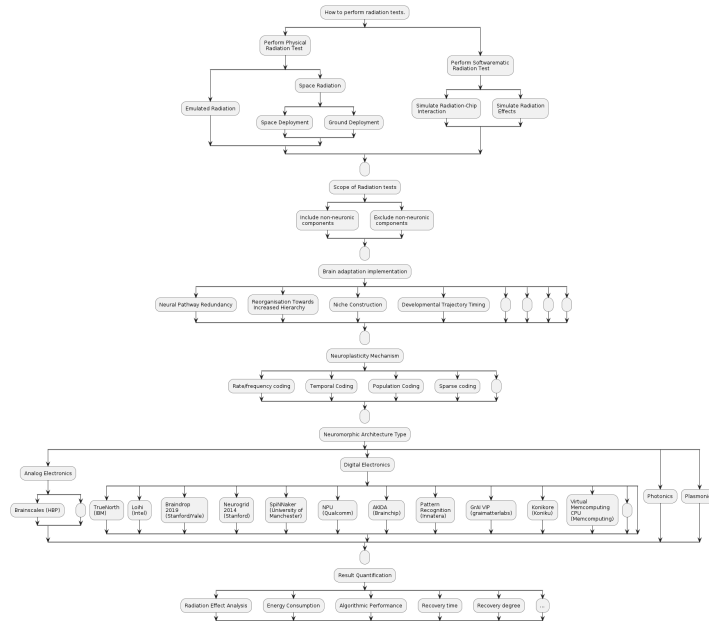 How to perform radiation tests.
Perform Physical
Radiation Test
Perform Softwarematic
Radiation Test
Space Radiation
Emulated Radiation
Simulate Radiation-Chip
Interaction
Simulate Radiation
Effects
Space Deployment
Ground Deployment
Scope of Radiation tests
Include non-neuronic
components
Exclude non-neuronic
components
Brain adaptation implementation
Neural Pathway Redundancy
Reorganisation Towards
Increased Hierarchy
Niche Construction
Developmental Trajectory Timing
Neuroplasticity Mechanism
Rate/frequency coding
Temporal Coding
Population Coding
Sparse coding
Neuromorphic Architecture Type
Analog Electronics
Digital Electronics
Brainscales (HBP)
TrueNorth
(IBM)
Loihi
(Intel)
Braindrop
2019
(Stanford/Yale)
Neurogrid
2014
(Stanford)
SpiNNaker
(University of
Manchester)
NPU
(Qualcomm)
AKIDA
(Brainchip)
Pattern
Recognition
(Innatera)
GrAI VIP
(graimatterlabs)
Konikore
(Koniku)
Virtual
Memcomputing
CPU
(Memcomputing)
Photonics
Plasmonic
Result Quantification
Radiation Effect Analysis
Energy Consumption
Algorithmic Performance
Recovery time
Recovery degree
...